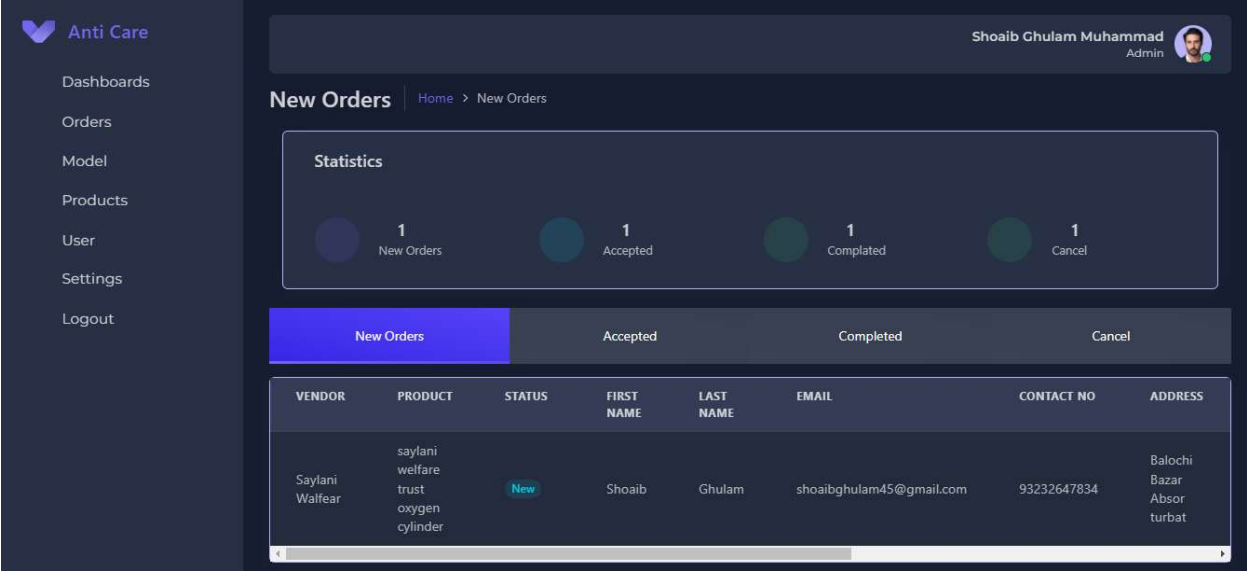 Anti Care
Shoaib Ghulam Muhammad
Admin
Dashboards
Orders
Model
Products
User
Settings
Logout
New Orders
Home > New Orders
Statistics
1
New Orders
1
Accepted
1
Complated
1
Cancel
New Orders Accepted Completed Cancel
VENDOR PRODUCT STATUS FIRST NAME LAST NAME EMAIL CONTACT NO ADDRESS
Saylani
Walfear
saylani
welfare
trust
oxygen
cylinder
New
Shoaib
Ghulam
shoaibghulam45@gmail.com
93232647834
Balochi
Bazar
Absor
turbat